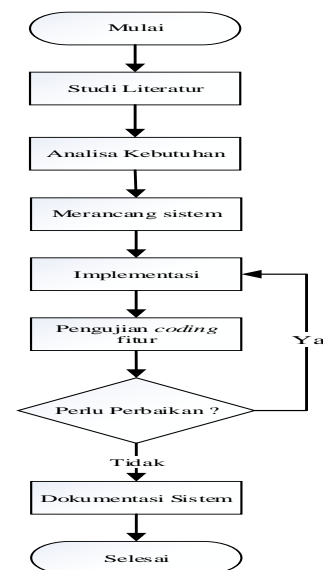 Mulai
Studi Literatur
Analisa Kebutuhan
Merancang sistem
Implementasi
Pengujian coding
fitur
Ya
Perlu Perbaikan ?
Tidak
Dokumentasi Sistem
Selesai